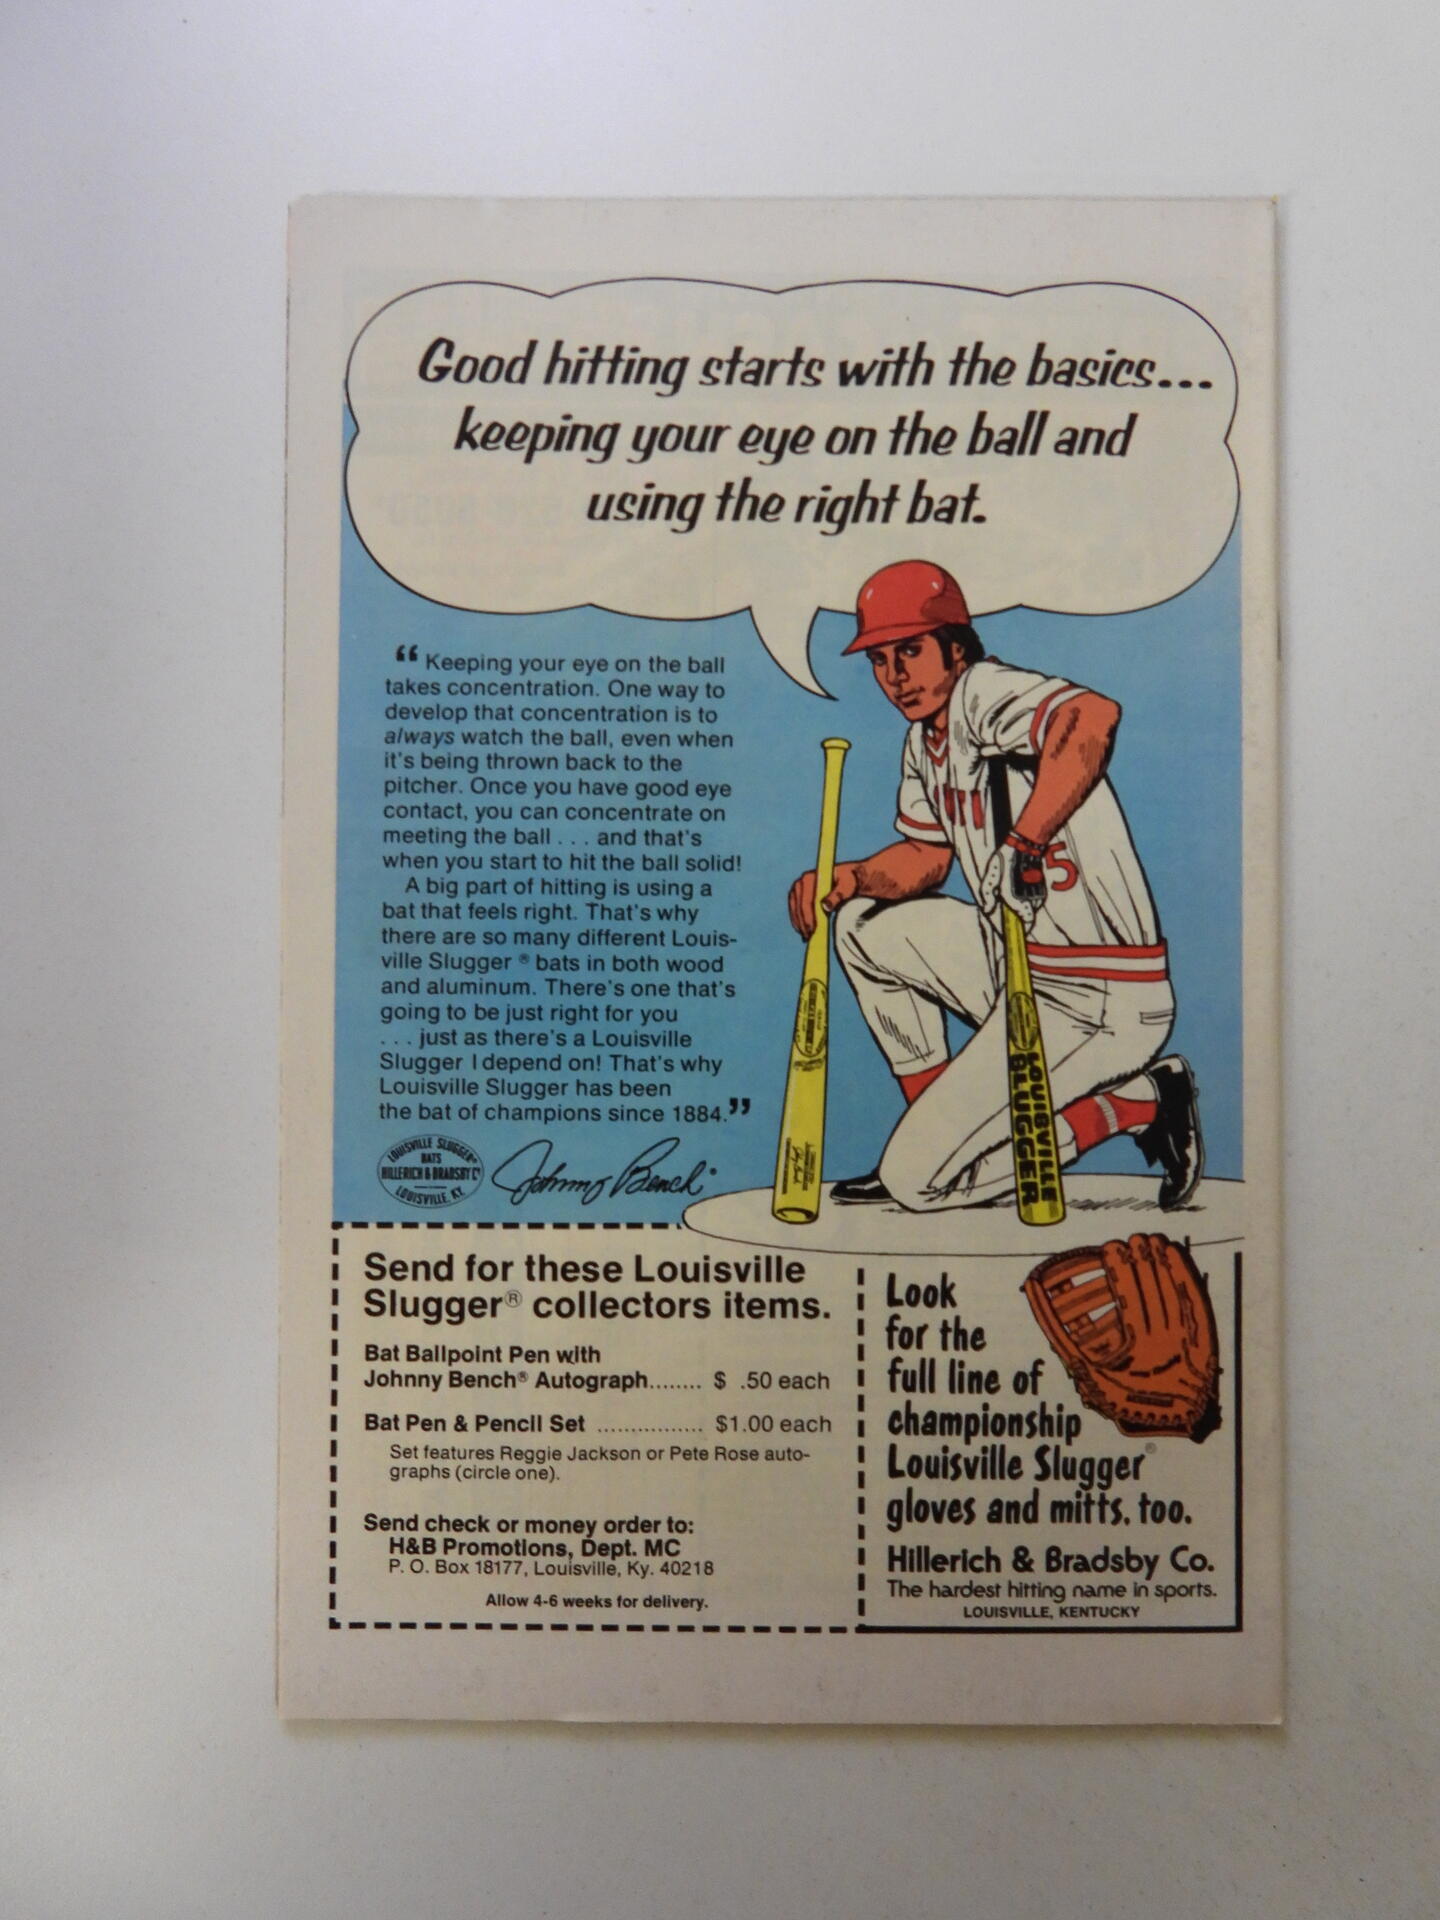 Good hitting starts with the basics...
keeping your eye on the ball and
using the right bat.
“ Keeping your eye on the ball
takes concentration. One way to
develop that concentration is to
always watch the ball, even when
it's being thrown back to the
pitcher. Once you have good eye
contact, you can concentrate on
meeting the ball . . . and that's
when you start to hit the ball solid!
A big part of hitting is using a
bat that feels right. That's why
there are so many different Louis-
ville Slugger ® bats in both wood
and aluminum. There's one that's
going to be just right for you
. . . just as there's a Louisville
Slugger I depend on! That's why
Louisville Slugger has been
the bat of champions since 1884.”
LOUISVILLE SLUGGER
BATS
HILLERICH & BRADSBY Co
LOUISVILLE, KY.
Johnny Bench
5
LOUISVILLE
SLUGGER
Send for these Louisville
Slugger® collectors items.
Bat Ballpoint Pen with
Johnny Bench® Autograph........ $ .50 each
Bat Pen & Pencil Set ................ $1.00 each
Set features Reggie Jackson or Pete Rose auto-
graphs (circle one).
Send check or money order to:
H&B Promotions, Dept. MC
P. O. Box 18177, Louisville, Ky. 40218
Allow 4-6 weeks for delivery.
Look
for the
full line of
championship
Louisville Slugger®
gloves and mitts, too.
Hillerich & Bradsby Co.
The hardest hitting name in sports.
LOUISVILLE, KENTUCKY